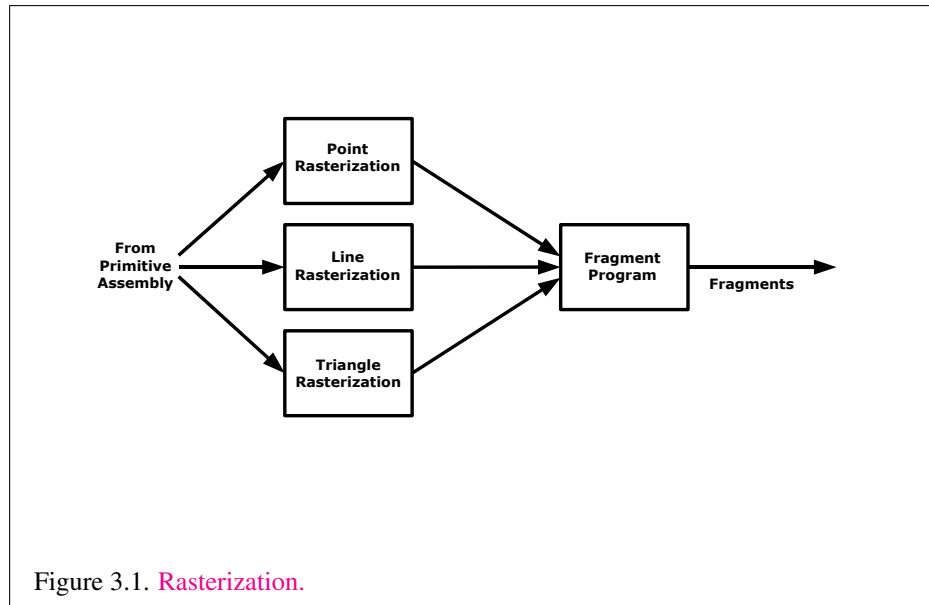 Point
Rasterization
From
Primitive
Assembly
Line
Rasterization
Fragment
Program
Fragments
Triangle
Rasterization
Figure 3.1. Rasterization.